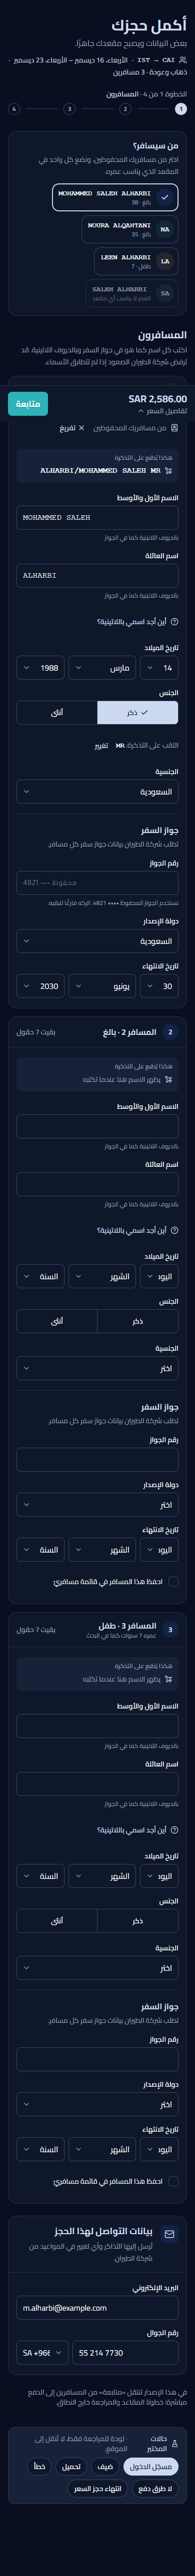 أكمل حجزك
بعض البيانات ويصبح مقعدك جاهزًا.
IST → CAI · الأربعاء، 16 ديسمبر – الأربعاء، 23 ديسمبر ·
ذهاب وعودة · 3 مسافرين
الخطوة 1 من 4 · المسافرون
1
2
3
4
من سيسافر؟
اختر من مسافريك المحفوظين، ونضع كل واحد في
المقعد الذي يناسب عمره.
MOHAMMED SALEH ALHARBI
بالغ · 38
NA
NOURA ALQAHTANI
بالغ · 35
LA
LEEN ALHARBI
طفل · 7
SA
SALEH ALHARBI
العمر لا يناسب أي مقعد
المسافرون
اكتب كل اسم كما هو في جواز السفر وبالحروف اللاتينية. قد
ترفض شركة الطيران الصعود إذا لم تتطابق الأسماء.
SAR 2,586.00
تفاصيل السعر
متابعة
من مسافريك المحفوظين
تفريغ
هكذا يُطبع على التذكرة
ALHARBI/MOHAMMED SALEH MR
الاسم الأول والأوسط
MOHAMMED SALEH
بالحروف اللاتينية كما في الجواز
اسم العائلة
ALHARBI
بالحروف اللاتينية كما في الجواز
أين أجد اسمي باللاتينية؟
تاريخ الميلاد
14
مارس
1988
الجنس
ذكر
أنثى
اللقب على التذكرة: MR تغيير
الجنسية
السعودية
جواز السفر
تطلب شركة الطيران بيانات جواز سفر كل مسافر.
رقم الجواز
محفوظ •••• 4821
نستخدم الجواز المحفوظ •••• 4821. اتركه فارغًا لنبقيه.
دولة الإصدار
السعودية
تاريخ الانتهاء
30
يونيو
2030
2
المسافر 2 · بالغ
بقيت 7 حقول
هكذا يُطبع على التذكرة
يظهر الاسم هنا عندما تكتبه
الاسم الأول والأوسط
بالحروف اللاتينية كما في الجواز
اسم العائلة
بالحروف اللاتينية كما في الجواز
أين أجد اسمي باللاتينية؟
تاريخ الميلاد
اليوم
الشهر
السنة
الجنس
ذكر
أنثى
الجنسية
اختر
جواز السفر
تطلب شركة الطيران بيانات جواز سفر كل مسافر.
رقم الجواز
دولة الإصدار
اختر
تاريخ الانتهاء
اليوم
الشهر
السنة
احفظ هذا المسافر في قائمة مسافريّ
3
المسافر 3 · طفل
عمره 7 سنوات كما في البحث
بقيت 7 حقول
هكذا يُطبع على التذكرة
يظهر الاسم هنا عندما تكتبه
الاسم الأول والأوسط
بالحروف اللاتينية كما في الجواز
اسم العائلة
بالحروف اللاتينية كما في الجواز
أين أجد اسمي باللاتينية؟
تاريخ الميلاد
اليوم
الشهر
السنة
الجنس
ذكر
أنثى
الجنسية
اختر
جواز السفر
تطلب شركة الطيران بيانات جواز سفر كل مسافر.
رقم الجواز
دولة الإصدار
اختر
تاريخ الانتهاء
اليوم
الشهر
السنة
احفظ هذا المسافر في قائمة مسافريّ
بيانات التواصل لهذا الحجز
نُرسل إليها التذاكر وأي تغيير في المواعيد من
شركة الطيران.
البريد الإلكتروني
m.alharbi@example.com
رقم الجوال
SA +966
55 214 7730
في هذا الإصدار تنتقل «متابعة» من المسافرين إلى الدفع
مباشرة؛ خطوتا المقاعد والمراجعة خارج النطاق.
حالات
المختبر
· لوحة للمراجعة فقط، لا تُنقل إلى
الموقع.
مسجّل الدخول
ضيف
تحميل
خطأ
لا طرق دفع
انتهاء حجز السعر